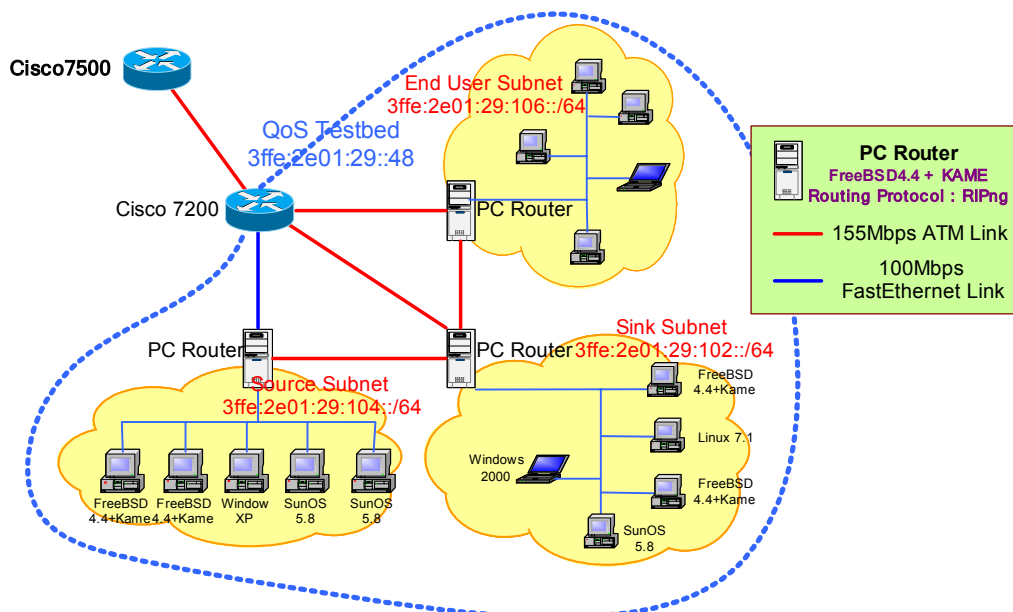 Cisco7500
QoS Testbed
3ffe:2e01:29::48
Cisco 7200
End User Subnet
3ffe:2e01:29:106::/64
PC Router
PC Router
FreeBSD4.4 + KAME
Routing Protocol : RIPng
155Mbps ATM Link
100Mbps
FastEthernet Link
PC Router
Source Subnet
3ffe:2e01:29:104::/64
FreeBSD
4.4+Kame
FreeBSD
4.4+Kame
Window
XP
SunOS
5.8
SunOS
5.8
PC Router
Sink Subnet
3ffe:2e01:29:102::/64
FreeBSD
4.4+Kame
Linux 7.1
Windows
2000
FreeBSD
4.4+Kame
SunOS
5.8